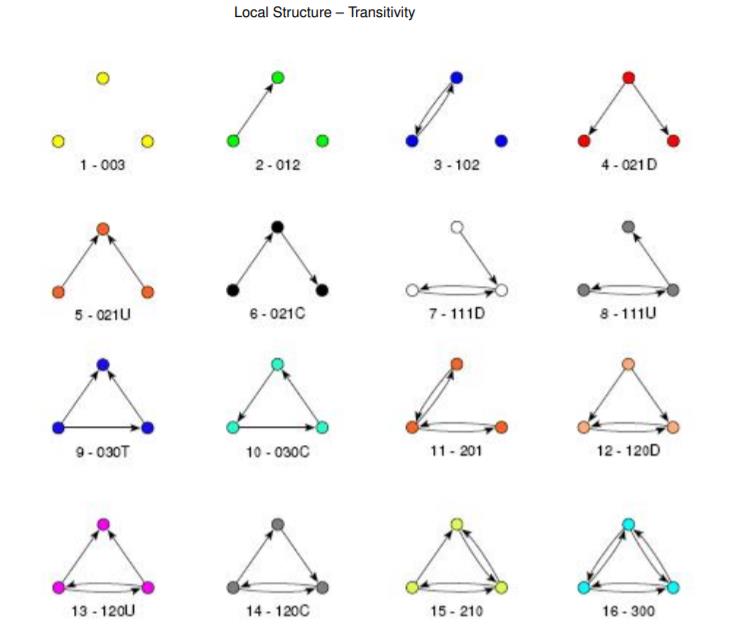 Local Structure – Transitivity
1 - 003
2 - 012
3 - 102
4 - 021D
5 - 021U
6 - 021C
7 - 111D
8 - 111U
9 - 030T
10 - 030C
11 - 201
12 - 120D
13 - 120U
14 - 120C
15 - 210
16 - 300